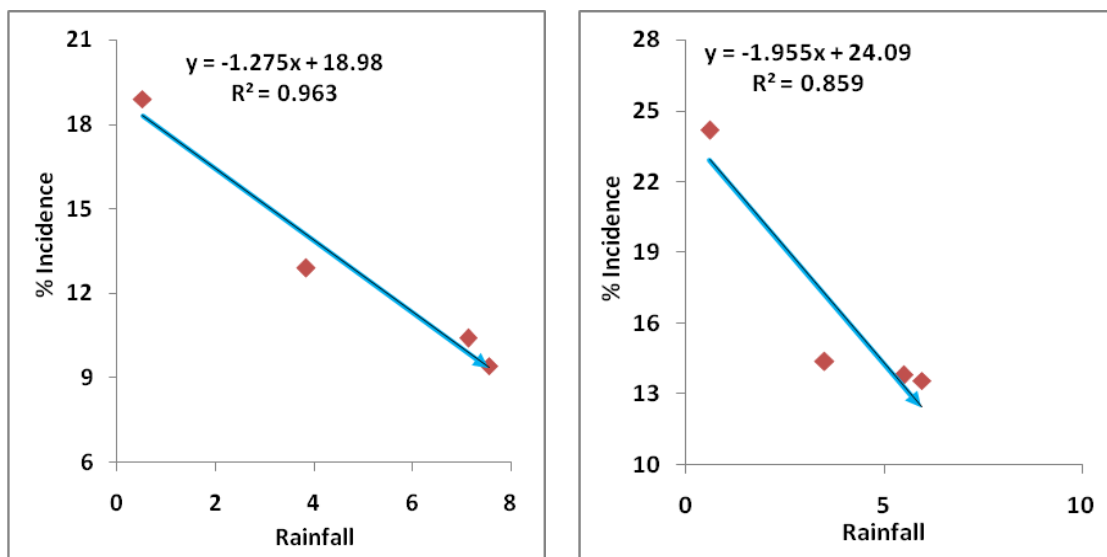 21
18
15
12
9
6
% Incidence
y = -1.275x + 18.98
R² = 0.963
0 2 4 6 8
Rainfall
28
25
22
19
16
13
10
% Incidence
y = -1.955x + 24.09
R² = 0.859
0 5 10
Rainfall